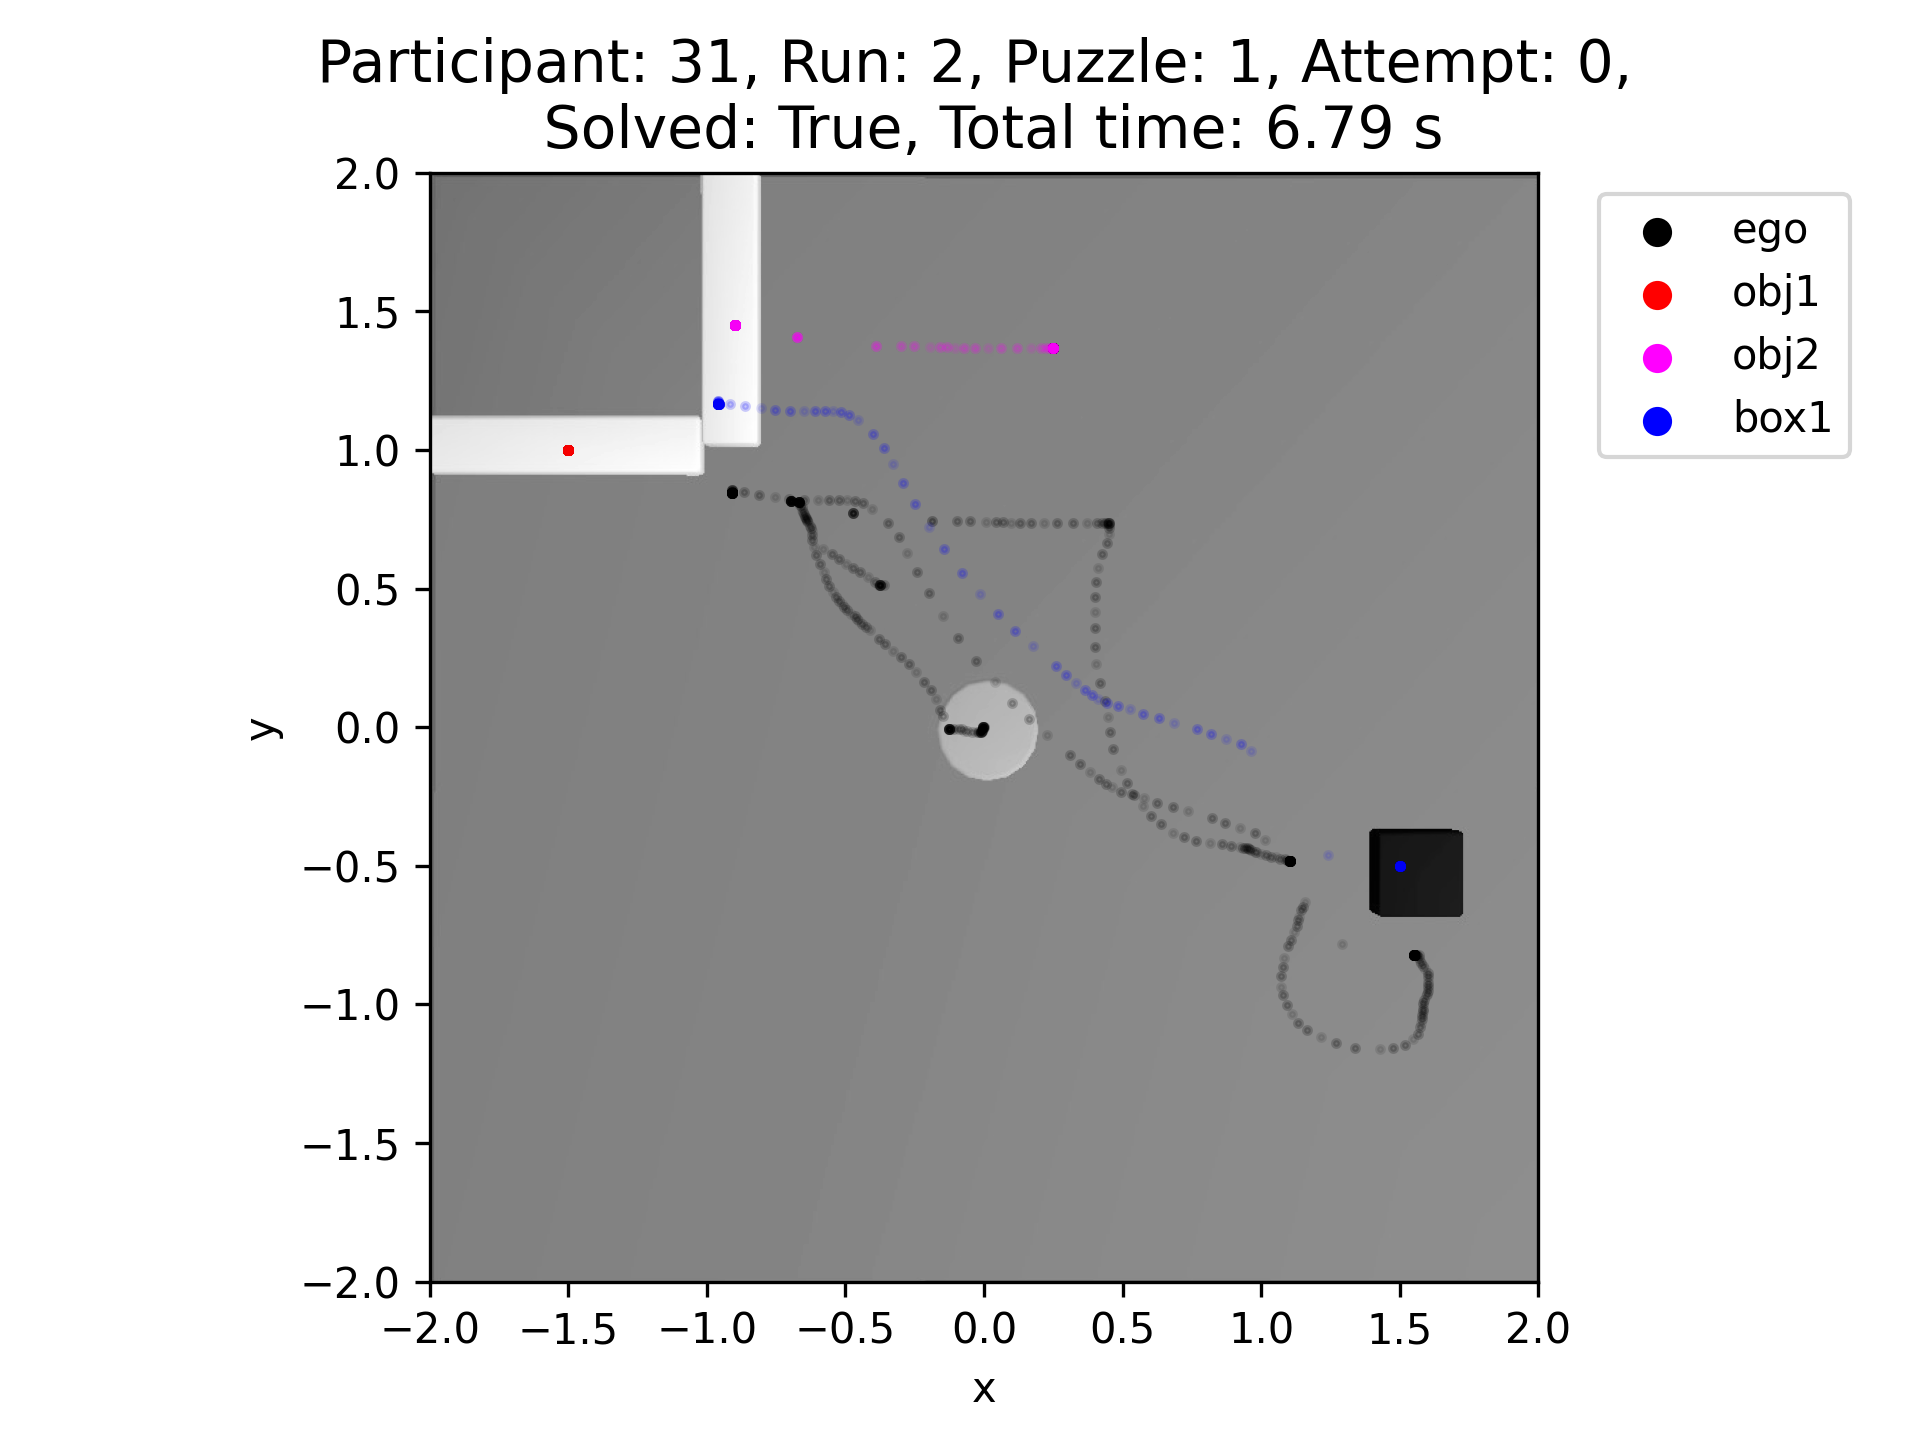 Participant: 31, Run: 2, Puzzle: 1, Attempt: 0,
Solved: True, Total time: 6.79 s
ego
obj1
obj2
box1
2.0
1.5
1.0
0.5
0.0
−0.5
−1.0
−1.5
−2.0
y
−2.0 −1.5 −1.0 −0.5 0.0 0.5 1.0 1.5 2.0
x